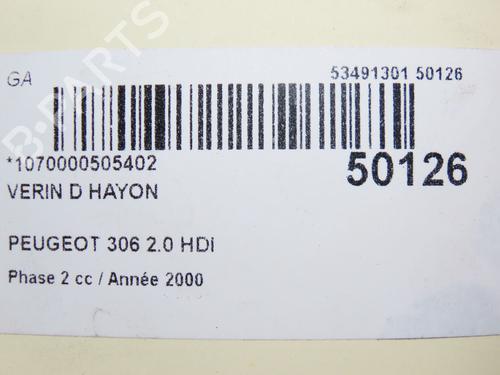 GA
53491301 50126
*1070000505402
50126
VERIN D HAYON
PEUGEOT 306 2.0 HDI
Phase 2 cc / Année 2000
B-PARTS